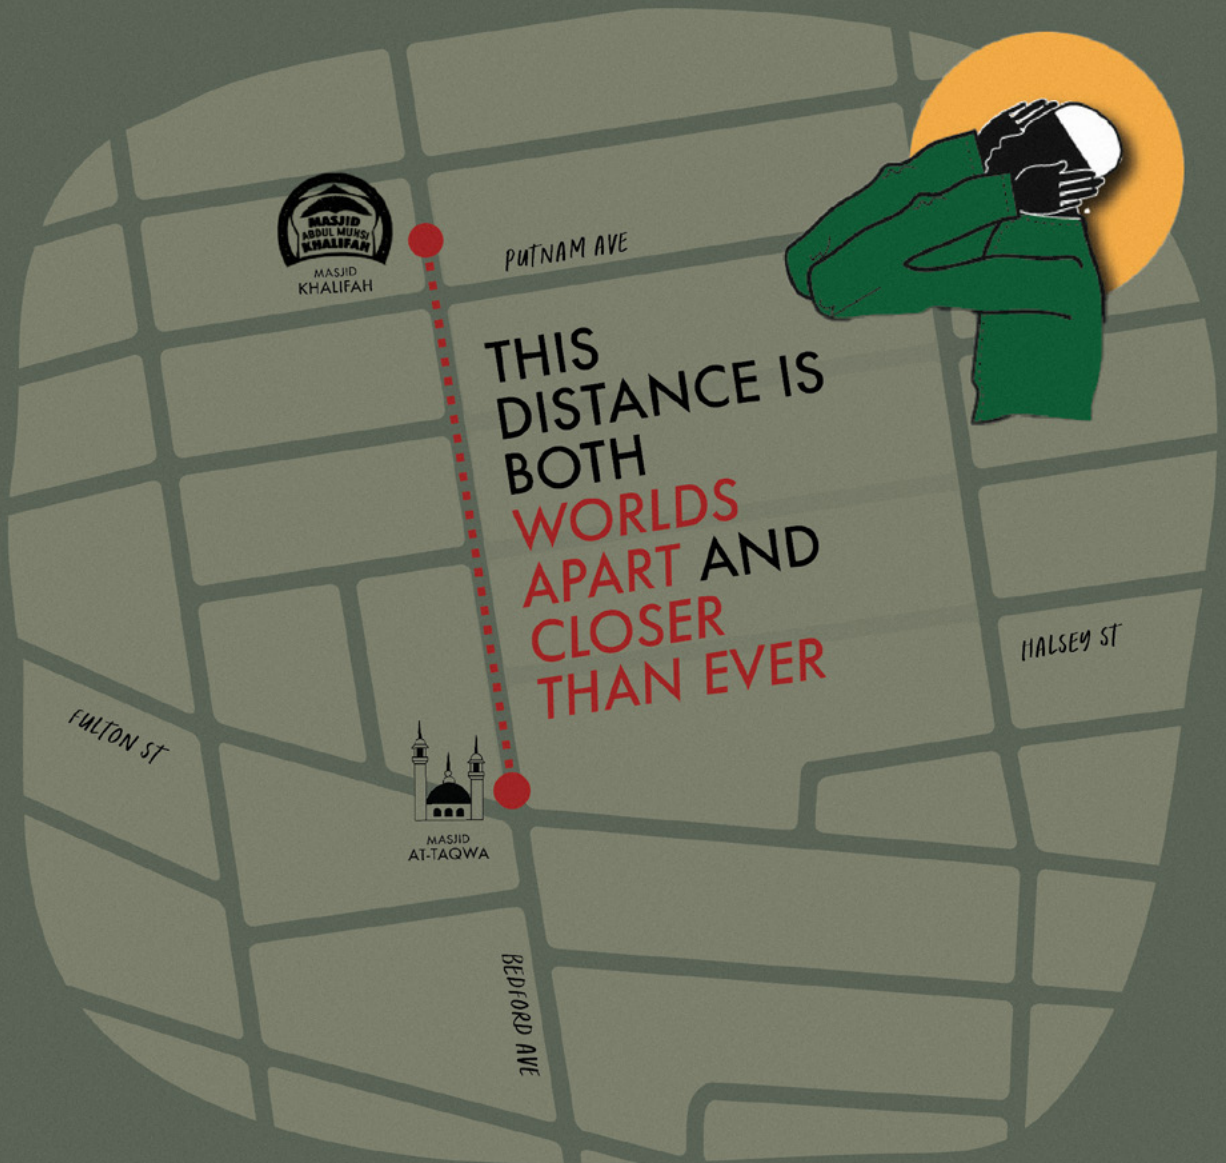 MASJID
ABDUL MUHSI
KHALIFAH
MASJID
KHALIFAH
PUTNAM AVE
THIS
DISTANCE IS
BOTH
WORLDS
APART AND
CLOSER
THAN EVER
HALSEY ST
FULTON ST
MASJID
AT-TAQWA
BEDFORD AVE